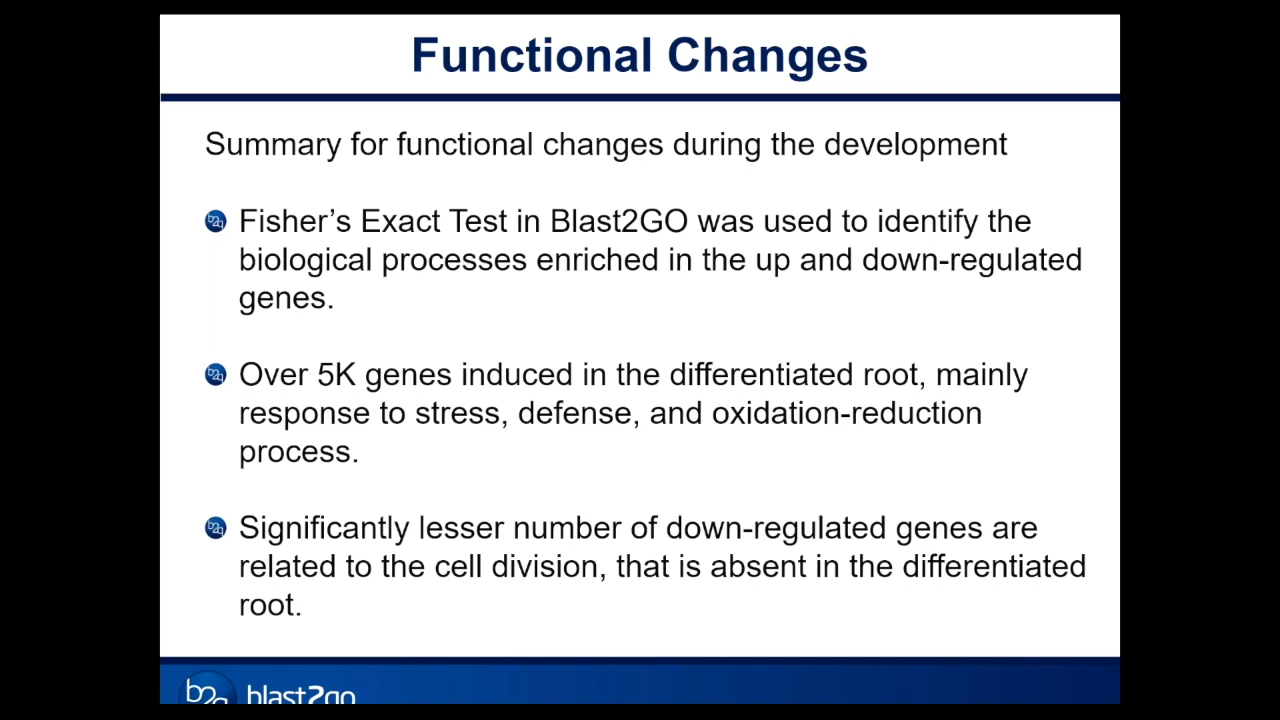 Functional Changes
Summary for functional changes during the development
Fisher’s Exact Test in Blast2GO was used to identify the
biological processes enriched in the up and down-regulated
genes.
Over 5K genes induced in the differentiated root, mainly
response to stress, defense, and oxidation-reduction
process.
Significantly lesser number of down-regulated genes are
related to the cell division, that is absent in the differentiated
root.
b2g blast2go